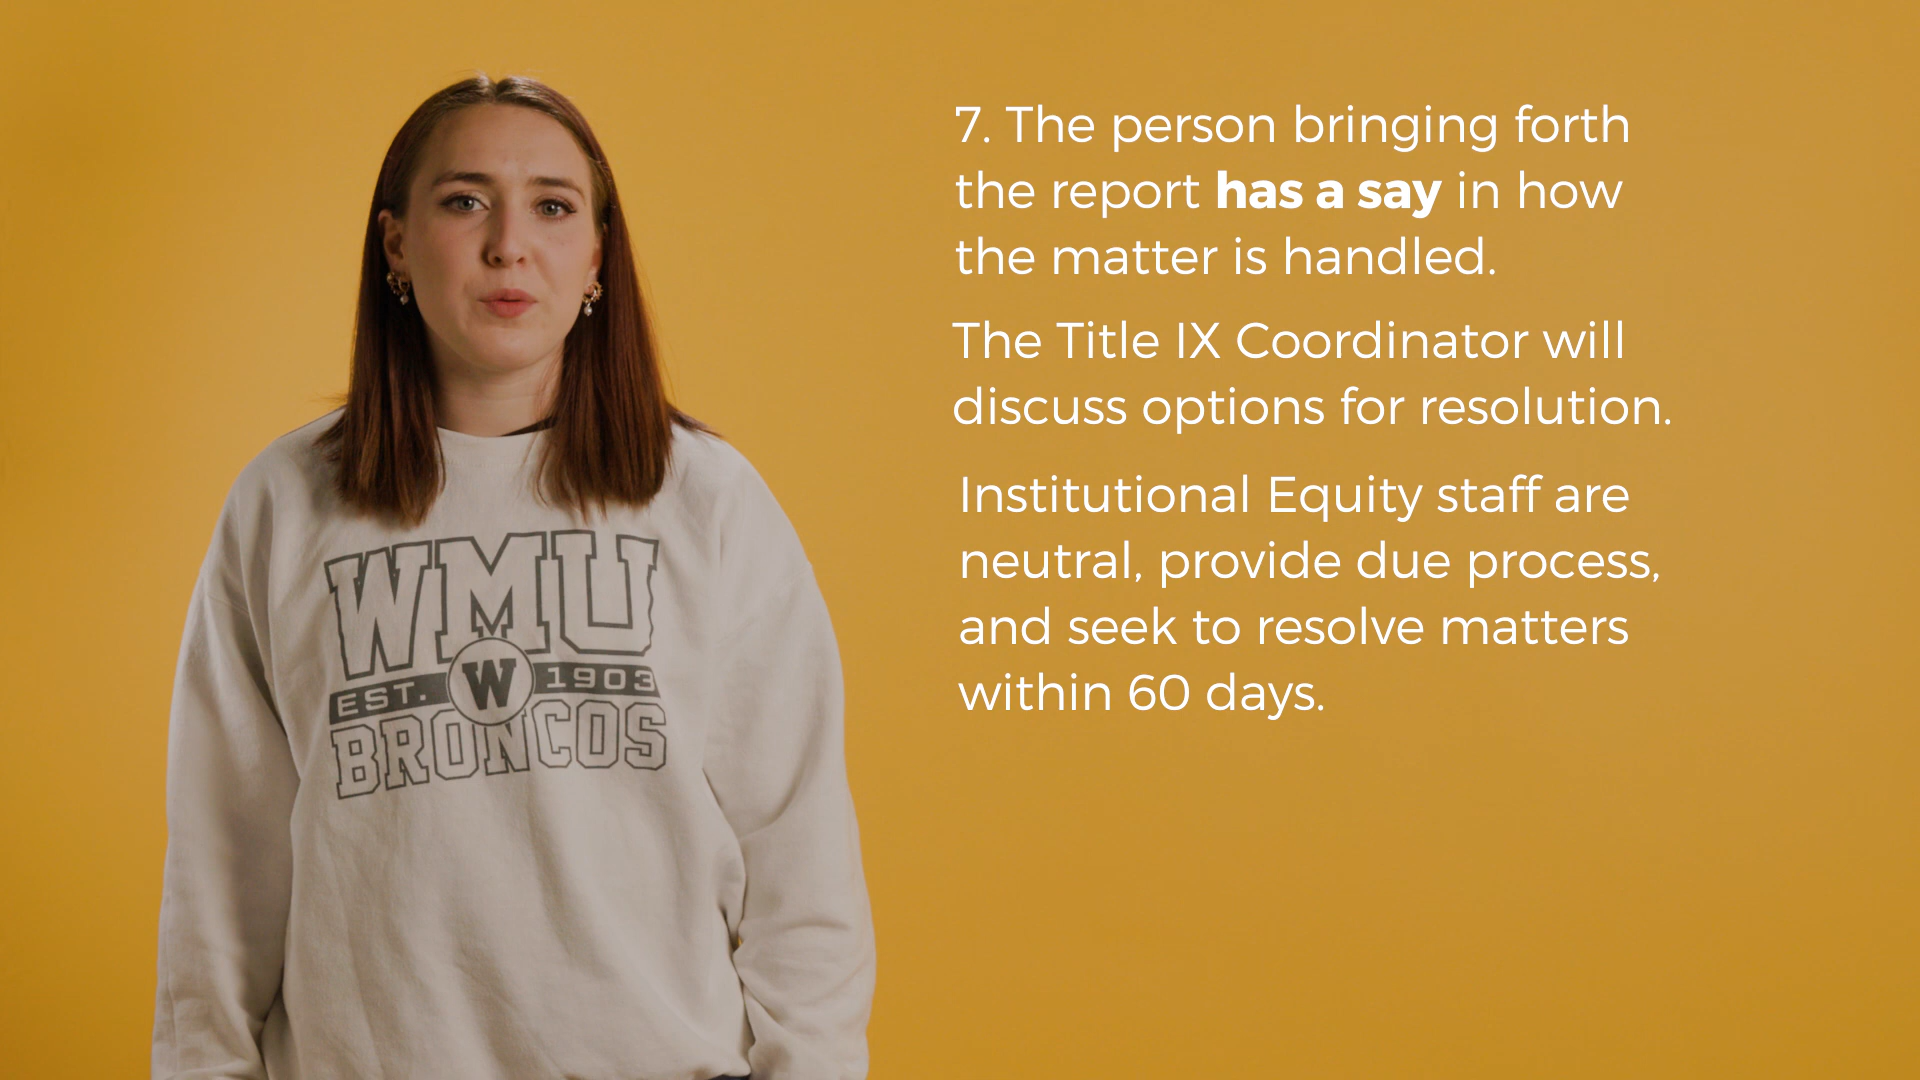 7. The person bringing forth
the report has a say in how
the matter is handled.
The Title IX Coordinator will
discuss options for resolution.
Institutional Equity staff are
neutral, provide due process,
and seek to resolve matters
within 60 days.
WMU
EST. W 1903
BRONCOS